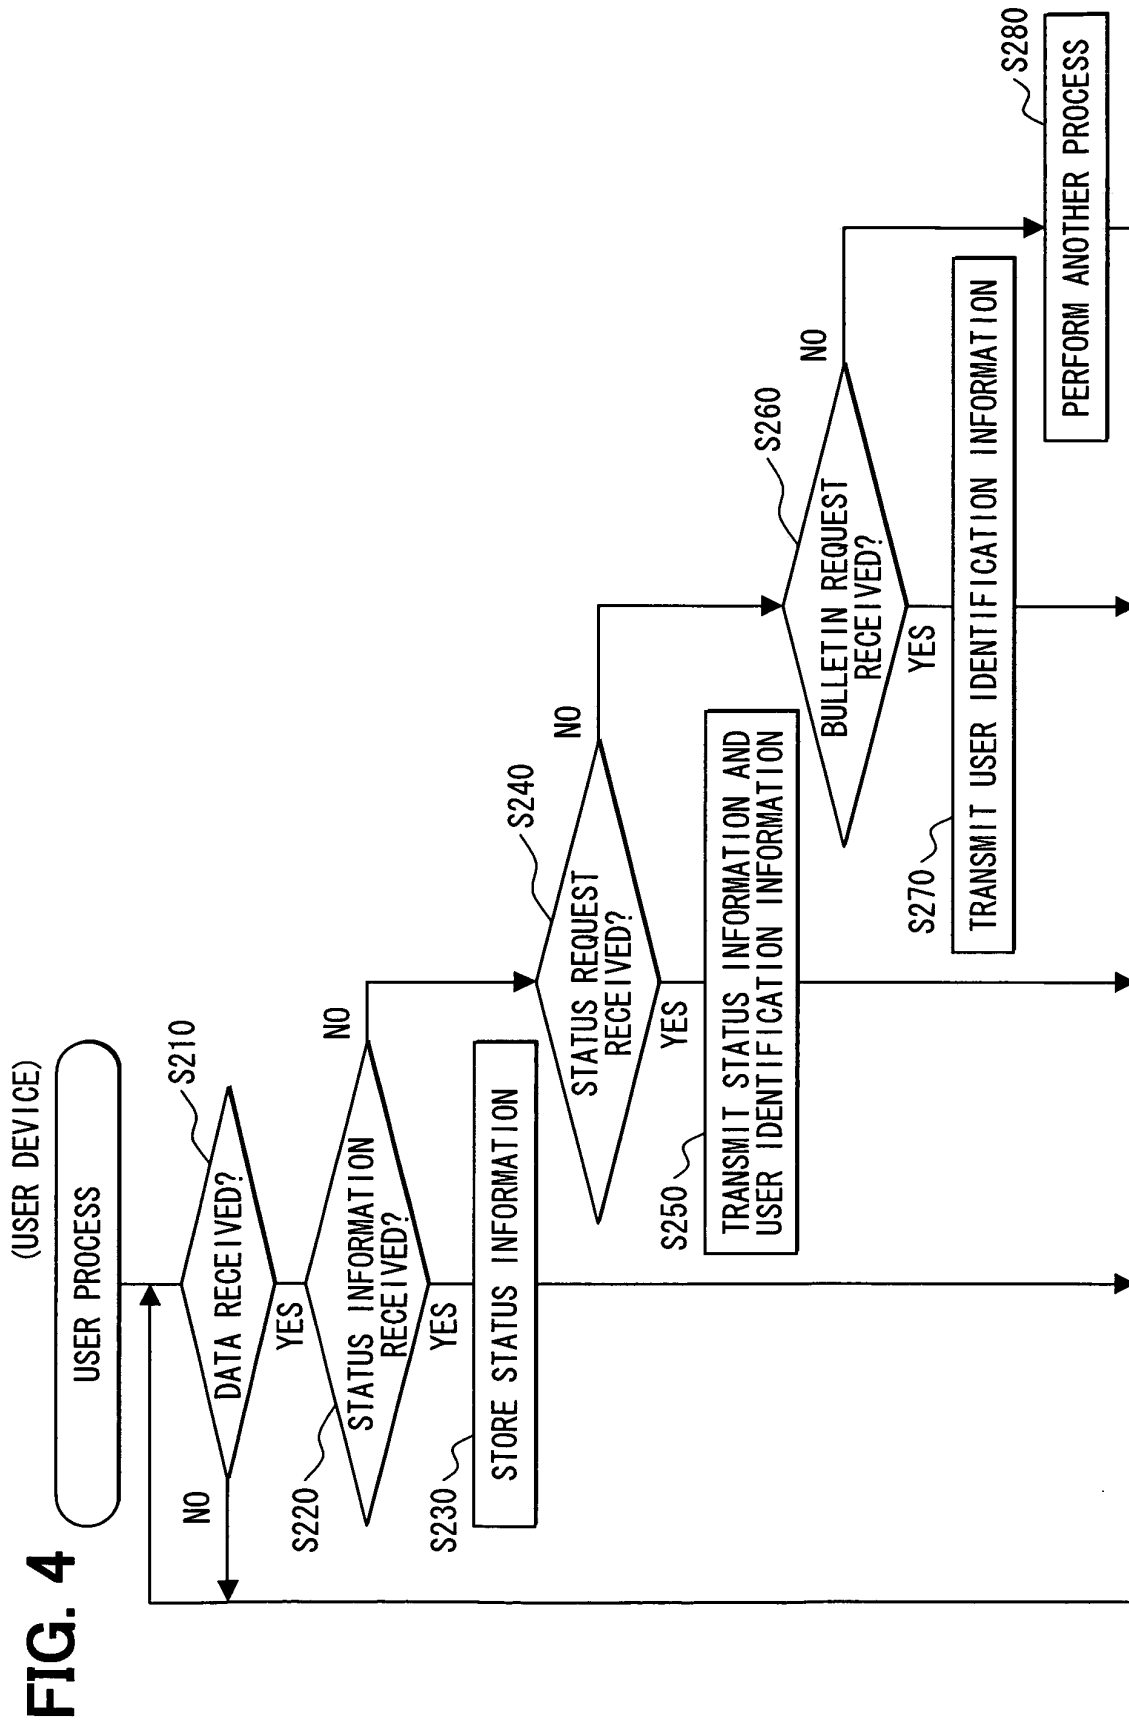 FIG. 4
(USER DEVICE)
USER PROCESS
S210
DATA RECEIVED?
NO
YES
S220
STATUS INFORMATION
RECEIVED?
NO
YES
S230
STORE STATUS INFORMATION
S240
STATUS REQUEST
RECEIVED?
NO
YES
S250
TRANSMIT STATUS INFORMATION AND
USER IDENTIFICATION INFORMATION
S260
BULLETIN REQUEST
RECEIVED?
NO
YES
S270
TRANSMIT USER IDENTIFICATION INFORMATION
S280
PERFORM ANOTHER PROCESS